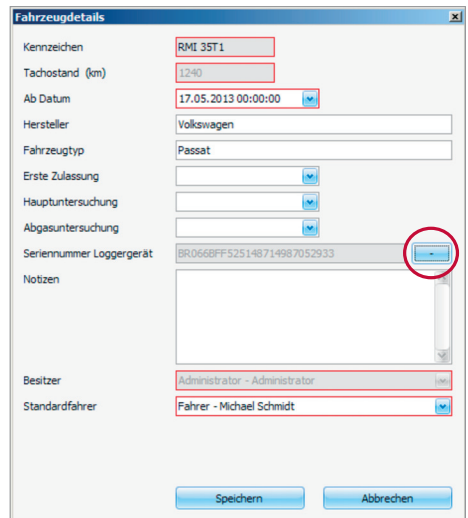 Fahrzeugdetails
Kennzeichen RMI 35T1
Tachostand (km) 1240
Ab Datum 17.05.2013 00:00:00
Hersteller Volkswagen
Fahrzeugtyp Passat
Erste Zulassung
Hauptuntersuchung
Abgasuntersuchung
Seriennummer Loggergerät BR066BFF525148714987052933 -
Notizen
Besitzer Administrator - Administrator
Standardfahrer Fahrer - Michael Schmidt
Speichern Abbrechen